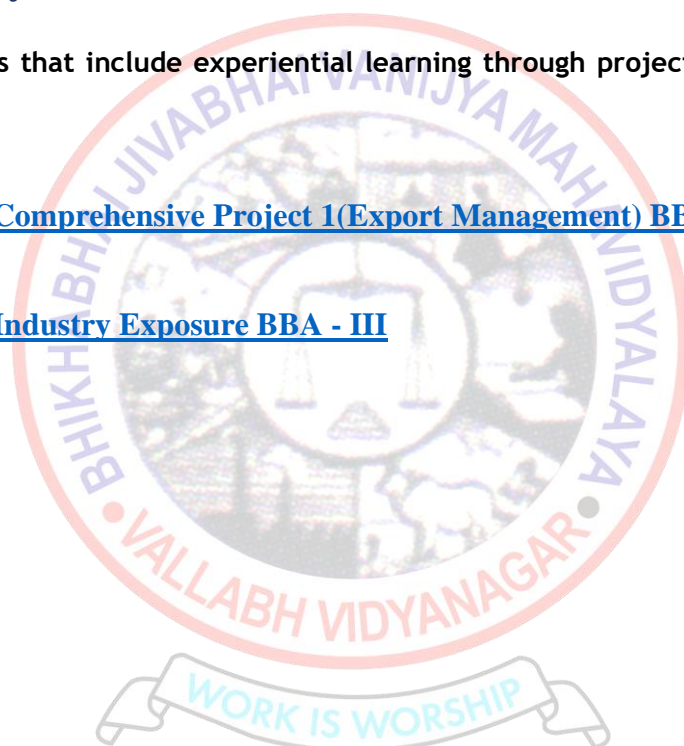 s that include experiential learning through project
Comprehensive Project 1(Export Management) BB
Industry Exposure BBA - III
BHIKHABHAI JIVABHAI VANIJYA MAHAVIDYALAYA
• VALLABH VIDYANAGAR •
WORK IS WORSHIP